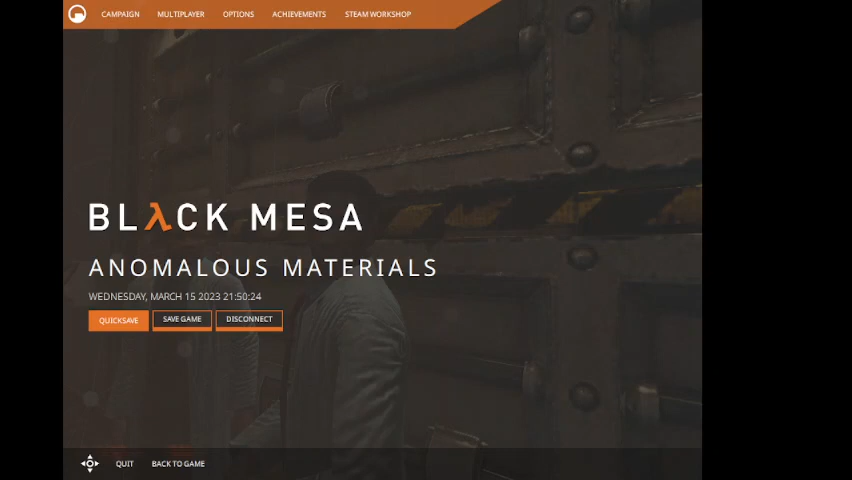 CAMPAIGN MULTIPLAYER OPTIONS ACHIEVEMENTS STEAM WORKSHOP
BLλCK MESA
ANOMALOUS MATERIALS
WEDNESDAY, MARCH 15 2023 21:50:24
QUICKSAVE SAVE GAME DISCONNECT
QUIT BACK TO GAME